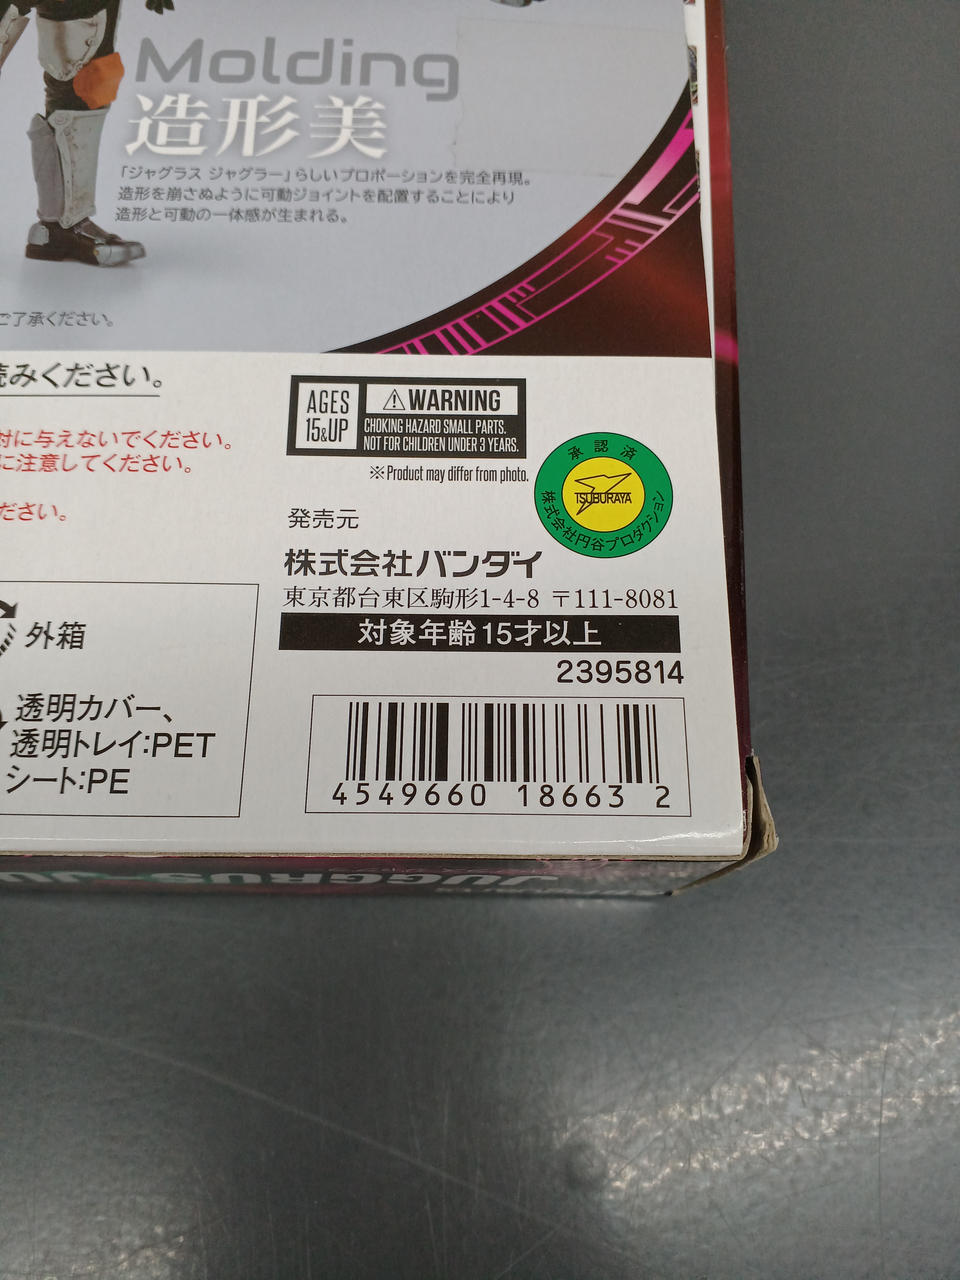 Molding
造形美
「ジャグラス ジャグラー」らしいプロポーションを完全再現。
造形を崩さぬように可動ジョイントを配置することにより
造形と可動の一体感が生まれる。
ご了承ください。
読みください。
対に与えないでください。
に注意してください。
ださい。
外箱
透明カバー、
透明トレイ:PET
シート:PE
AGES
15&UP
⚠WARNING
CHOKING HAZARD SMALL PARTS.
NOT FOR CHILDREN UNDER 3 YEARS.
※Product may differ from photo.
承認済
TSUBURAYA
株式会社円谷プロダクション
発売元
株式会社バンダイ
東京都台東区駒形1-4-8 〒111-8081
対象年齢15才以上
2395814
4549660 18663 2
JUGGRUS JU